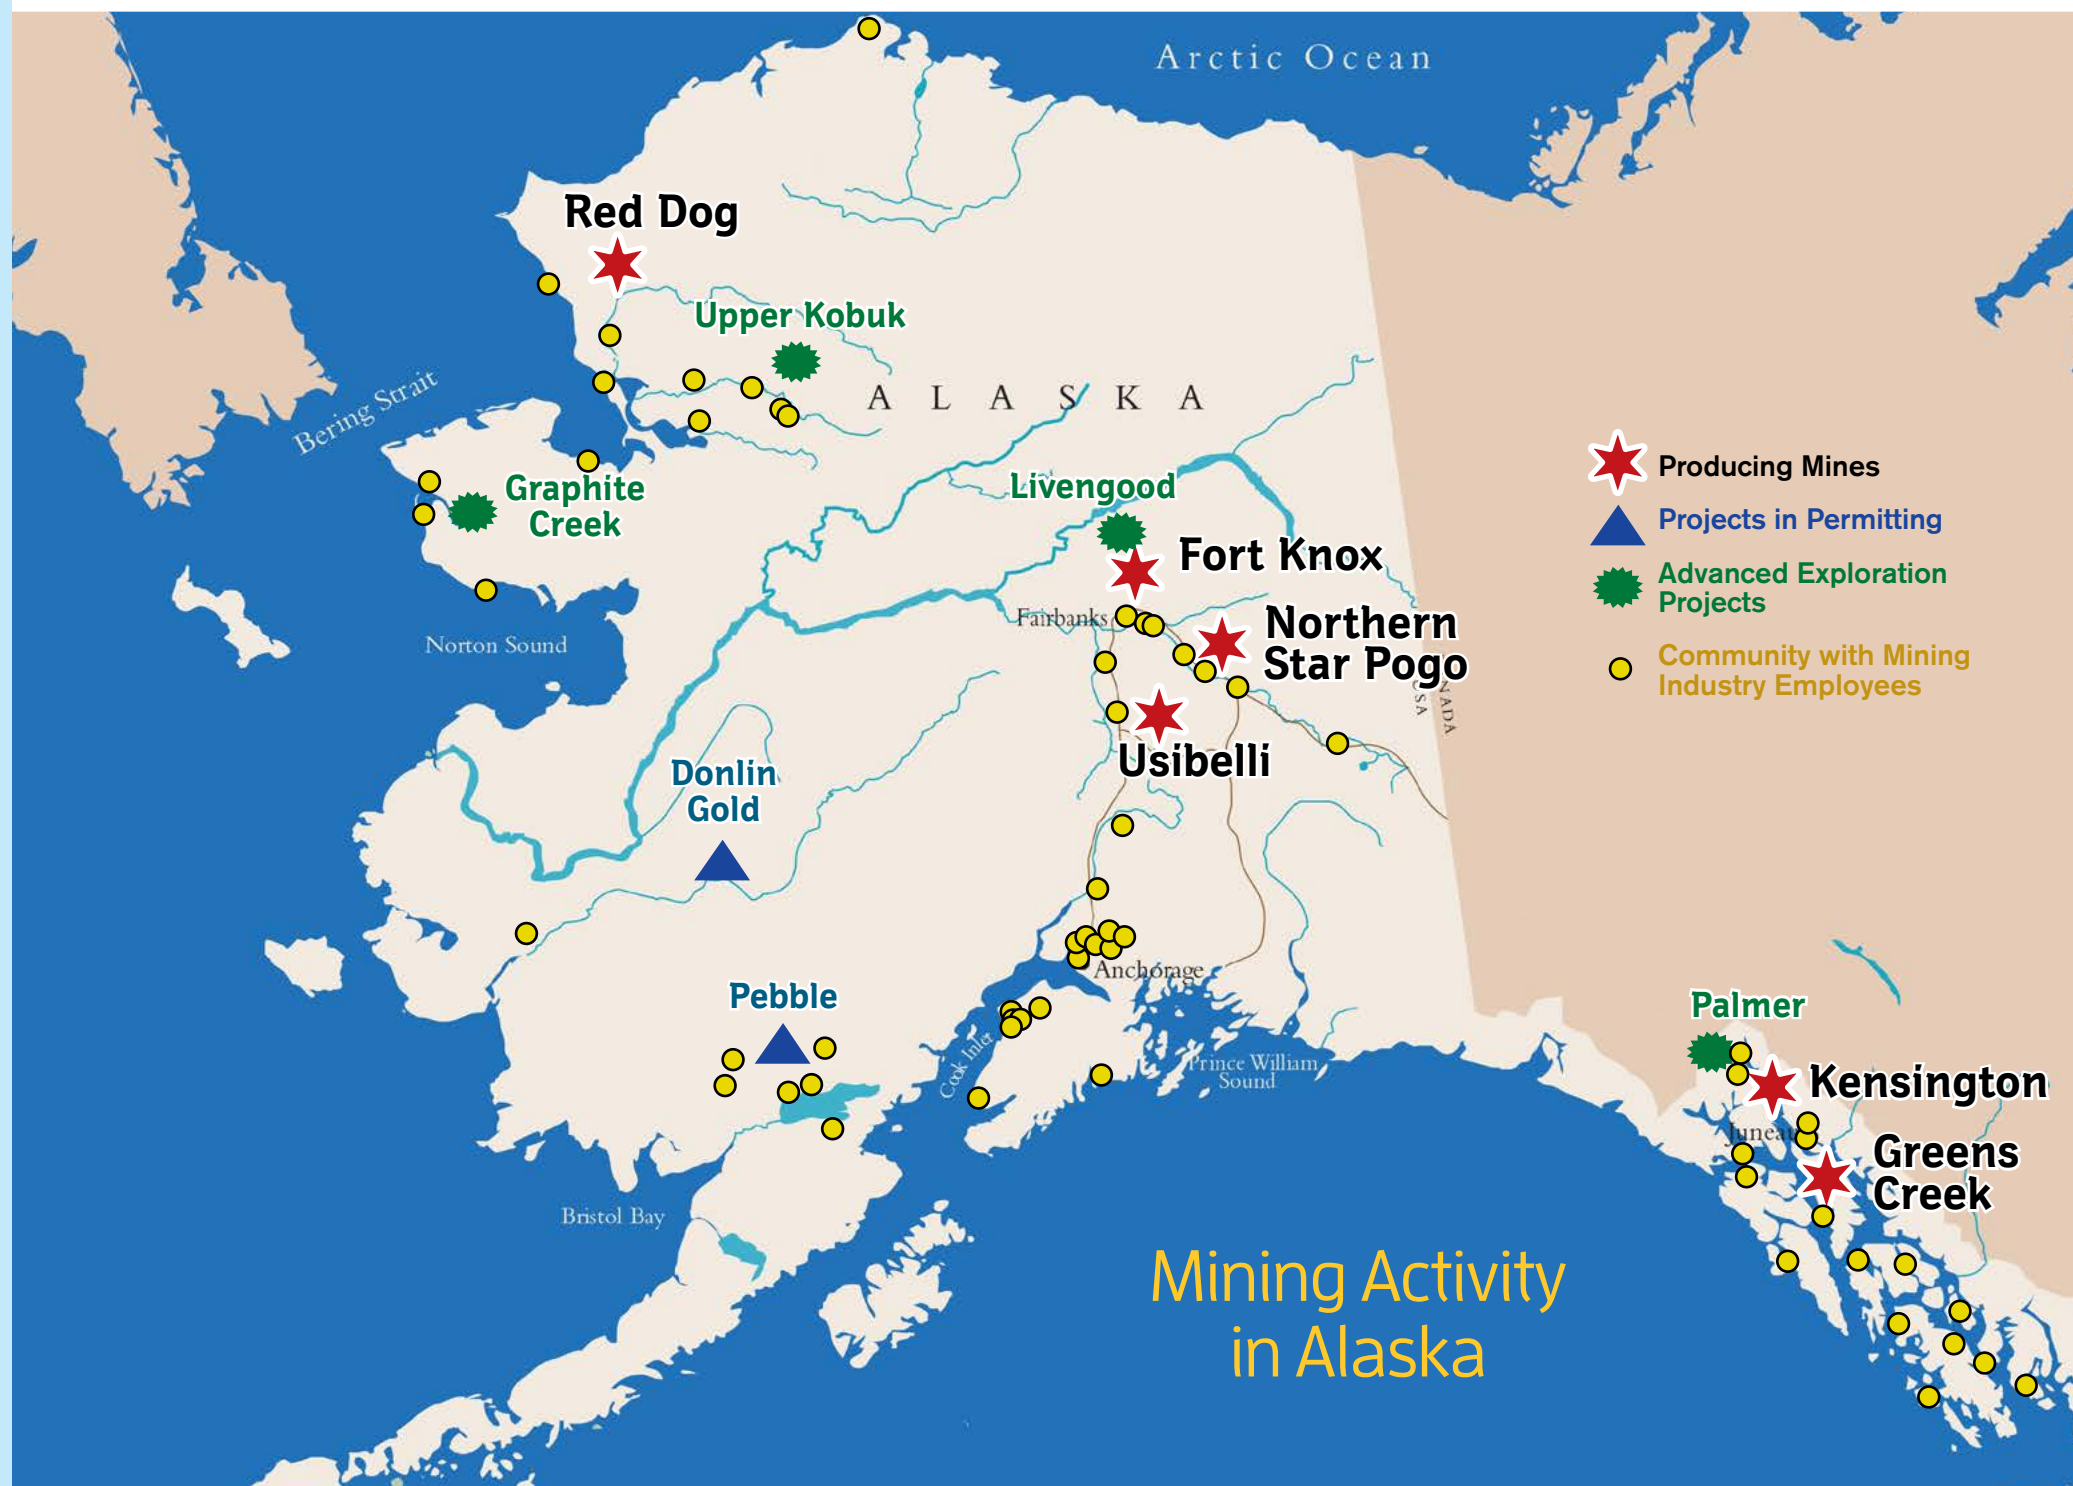 Arctic Ocean
Red Dog
Upper Kobuk
Bering Strait
ALASKA
Graphite
Creek
Livengood
Fort Knox
Fairbanks
Northern
Star Pogo
Norton Sound
USA
Usibelli
Donlin
Gold
Anchorage
Pebble
Cook Inlet
Prince William
Sound
Bristol Bay
Producing Mines
Projects in Permitting
Advanced Exploration
Projects
Community with Mining
Industry Employees
Palmer
Kensington
Juneau
Greens
Creek
Mining Activity
in Alaska